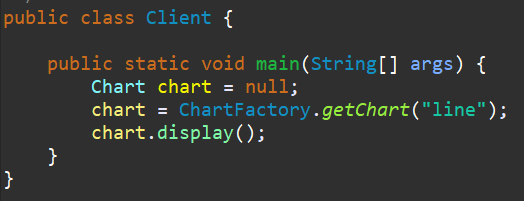 public class Client {
public static void main(String[] args) {
Chart chart = null;
chart = ChartFactory.getChart("line");
chart.display();
}
}